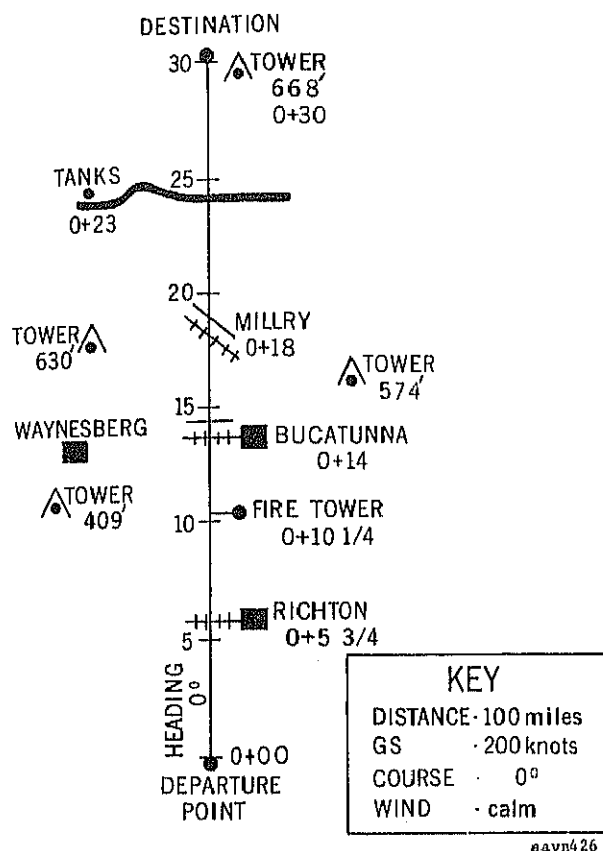 DESTINATION
30
TOWER
668'
0+30
TANKS
25
0+23
20
MILLRY
0+18
TOWER
630'
TOWER
574'
15
WAYNESBERG
BUCATUNNA
0+14
TOWER
409'
10
FIRE TOWER
0+10 1/4
RICHTON
0+5 3/4
5
HEADING
0°
0+00
DEPARTURE
POINT
KEY
DISTANCE · 100 miles
GS · 200 knots
COURSE · 0°
WIND · calm
aavn426